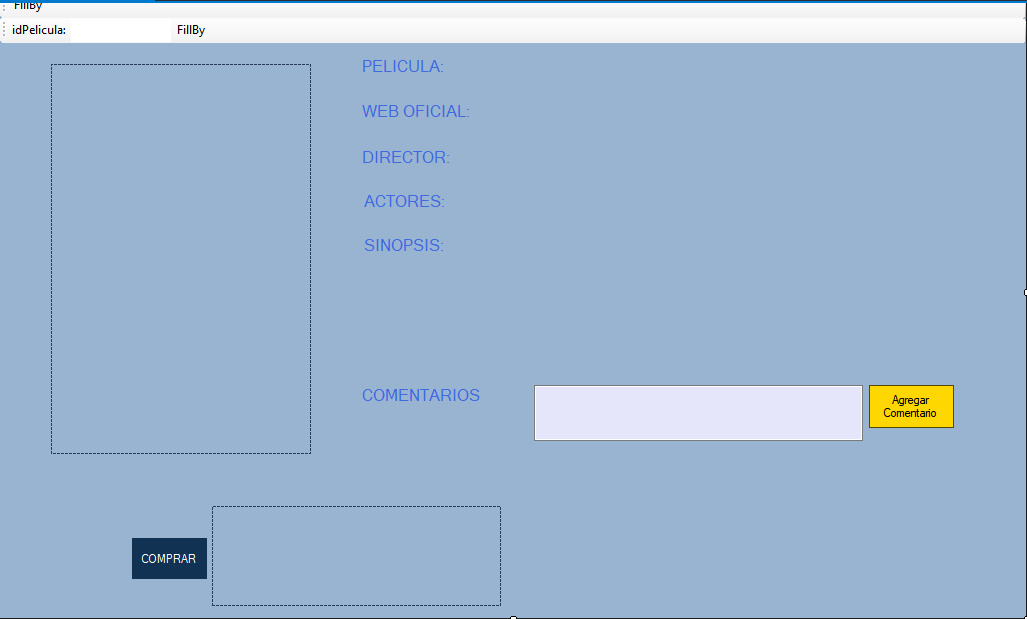 FillBy
idPelicula: FillBy
PELICULA:
WEB OFICIAL:
DIRECTOR:
ACTORES:
SINOPSIS:
COMENTARIOS
Agregar
Comentario
COMPRAR